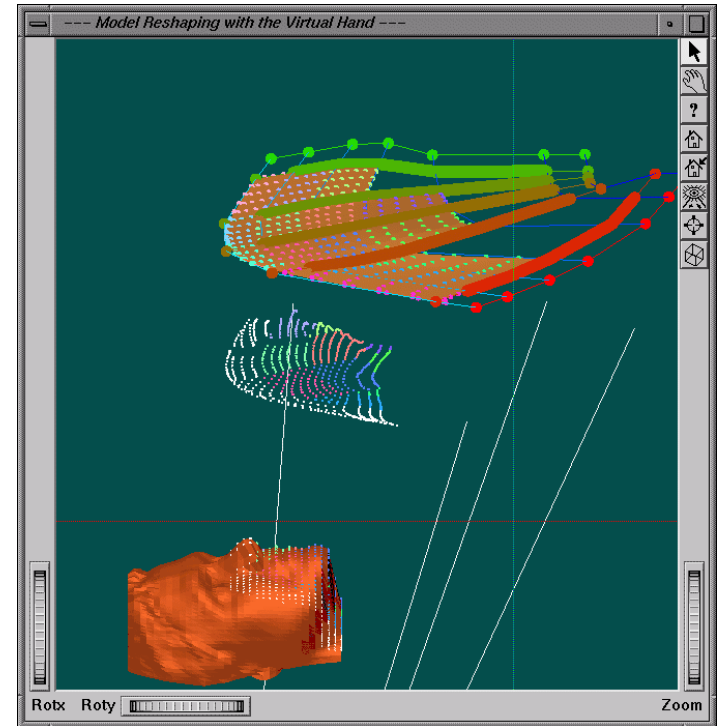 --- Model Reshaping with the Virtual Hand ---
?
Rotx Roty Zoom